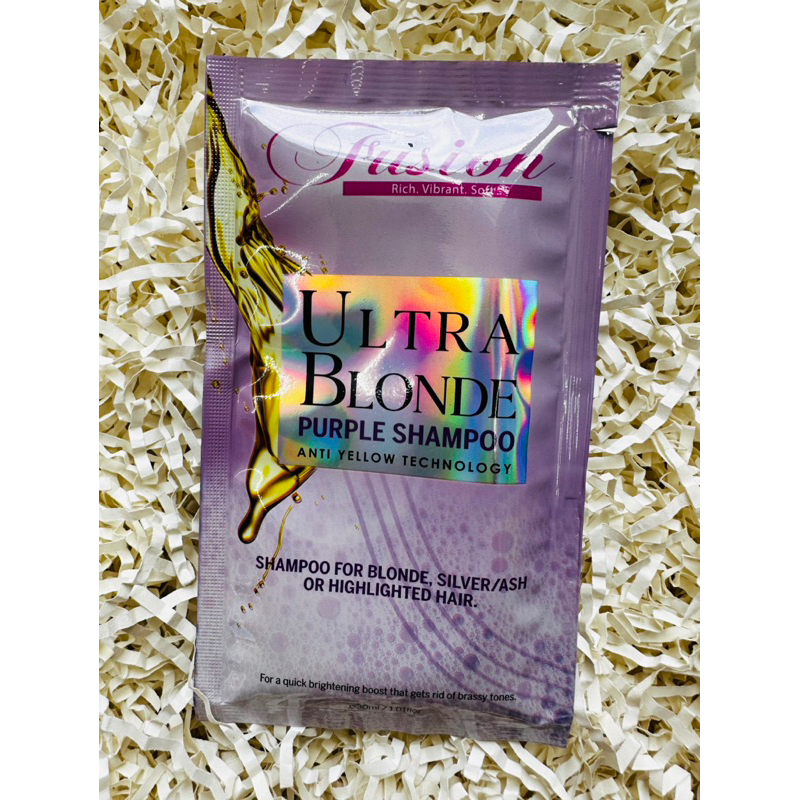 Fusion
Rich. Vibrant. Soft
ULTRA
BLONDE
PURPLE SHAMPOO
ANTI YELLOW TECHNOLOGY
SHAMPOO FOR BLONDE, SILVER/ASH
OR HIGHLIGHTED HAIR.
For a quick brightening boost that gets rid of brassy tones.